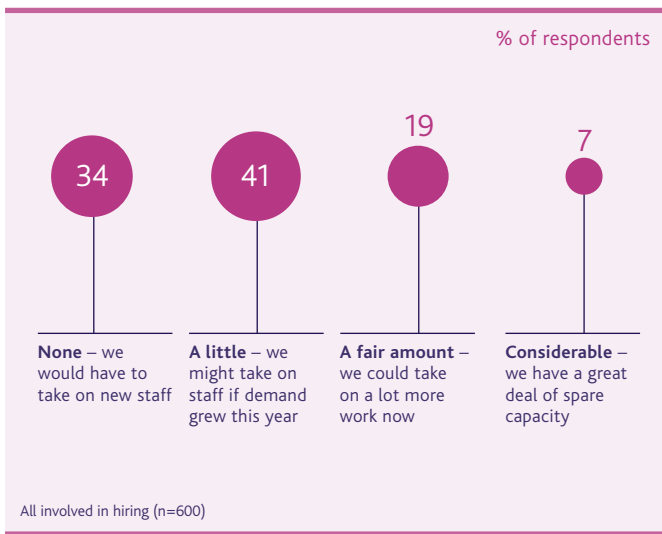 % of respondents
34
41
19
7
None – we
would have to
take on new staff
A little – we
might take on
staff if demand
grew this year
A fair amount –
we could take
on a lot more
work now
Considerable –
we have a great
deal of spare
capacity
All involved in hiring (n=600)